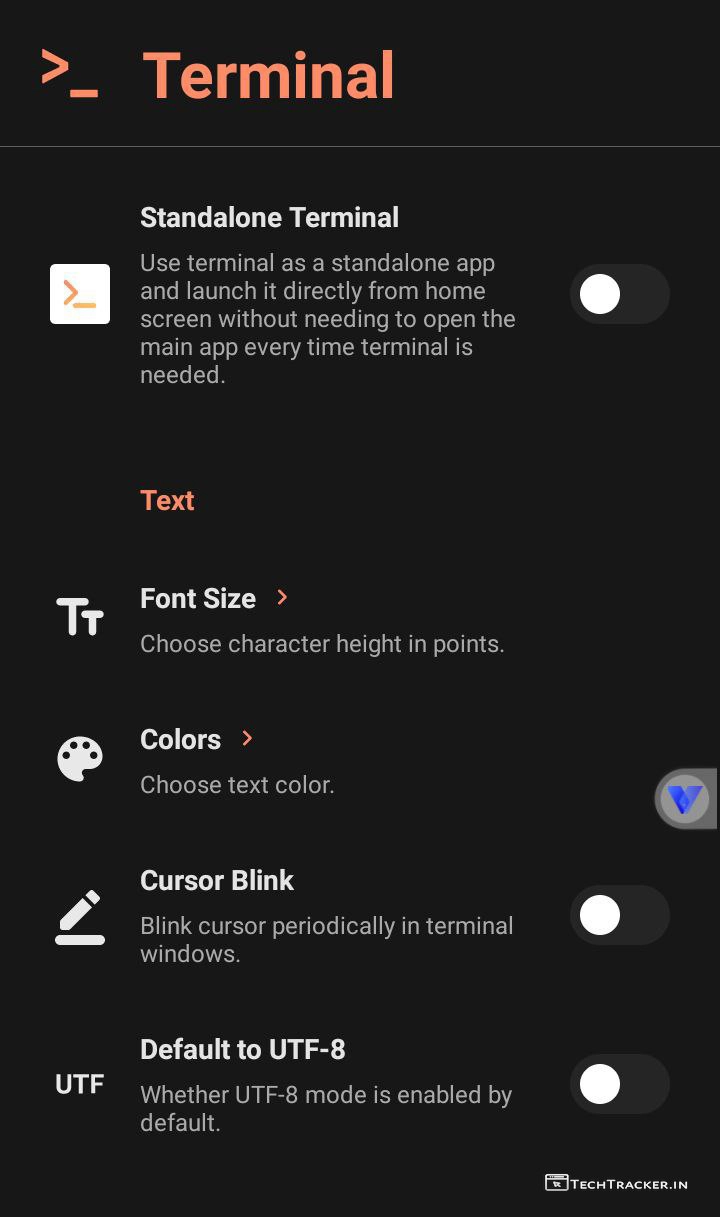 >_ Terminal
Standalone Terminal
Use terminal as a standalone app
and launch it directly from home
screen without needing to open the
main app every time terminal is
needed.
Text
Font Size >
Choose character height in points.
Colors >
Choose text color.
Cursor Blink
Blink cursor periodically in terminal
windows.
Default to UTF-8
UTF
Whether UTF-8 mode is enabled by
default.
TECHTRACKER.IN